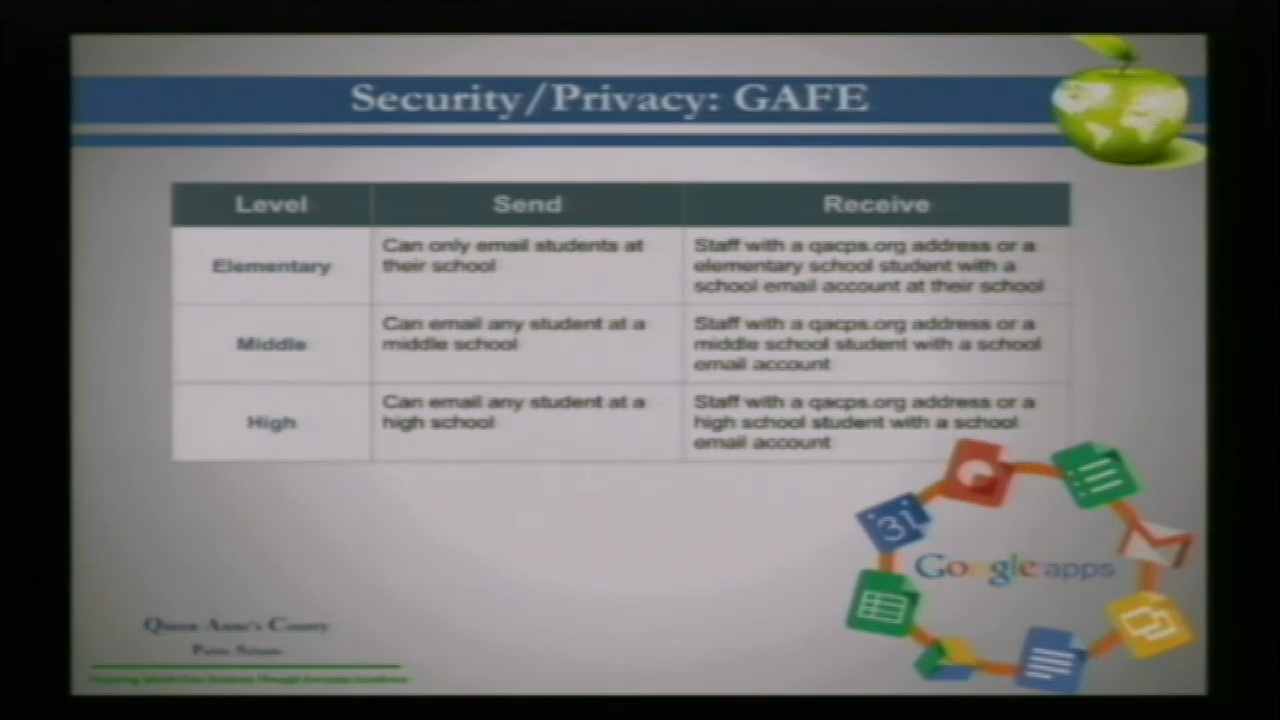 Security/Privacy: GAFE
Level Send Receive
Elementary
Can only email students at
their school
Staff with a qacps.org address or a
elementary school student with a
school email account at their school
Middle
Can email any student at a
middle school
Staff with a qacps.org address or a
middle school student with a school
email account
High
Can email any student at a
high school
Staff with a qacps.org address or a
high school student with a school
email account
31
Google apps
Queen Anne's County
Public Schools